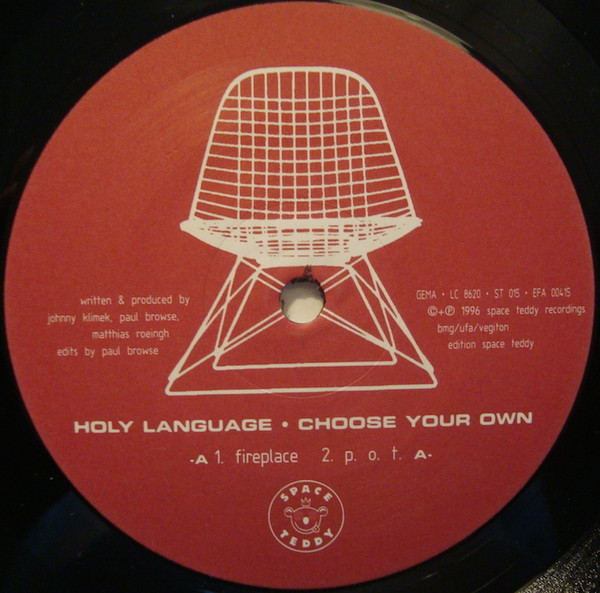 written & produced by
johnny klimek, paul browse,
matthias roeingh
edits by paul browse
GEMA · LC 8620 · ST 015 · EFA 00415
©+℗ 1996 space teddy recordings
bmg/ufa/vegiton
edition space teddy
HOLY LANGUAGE • CHOOSE YOUR OWN
-A 1. fireplace 2. p. o. t. A-
SPACE
TEDDY